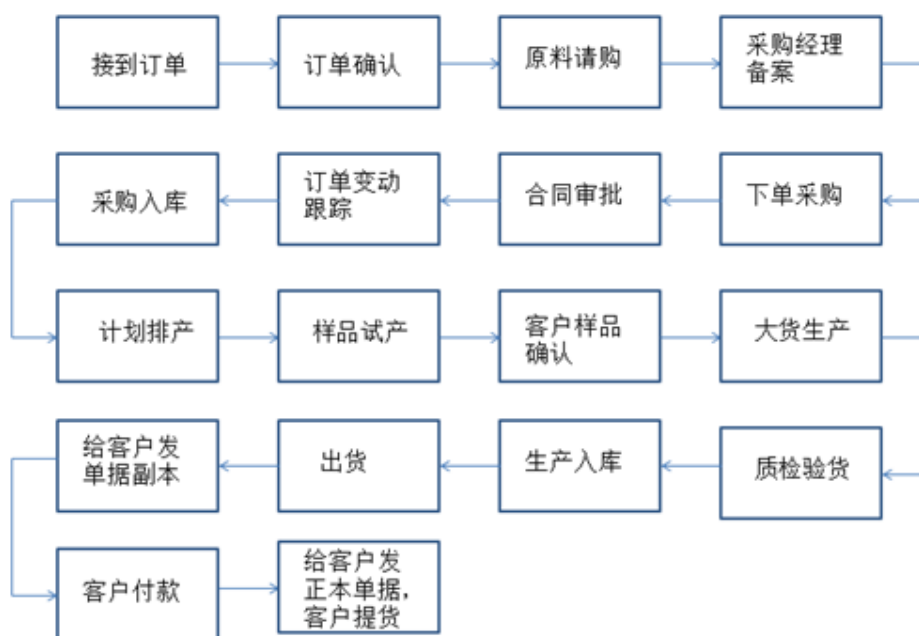 接到订单
订单确认
原料请购
采购经理
备案
采购入库
订单变动
跟踪
合同审批
下单采购
计划排产
样品试产
客户样品
确认
大货生产
给客户发
单据副本
出货
生产入库
质检验货
客户付款
给客户发
正本单据，
客户提货